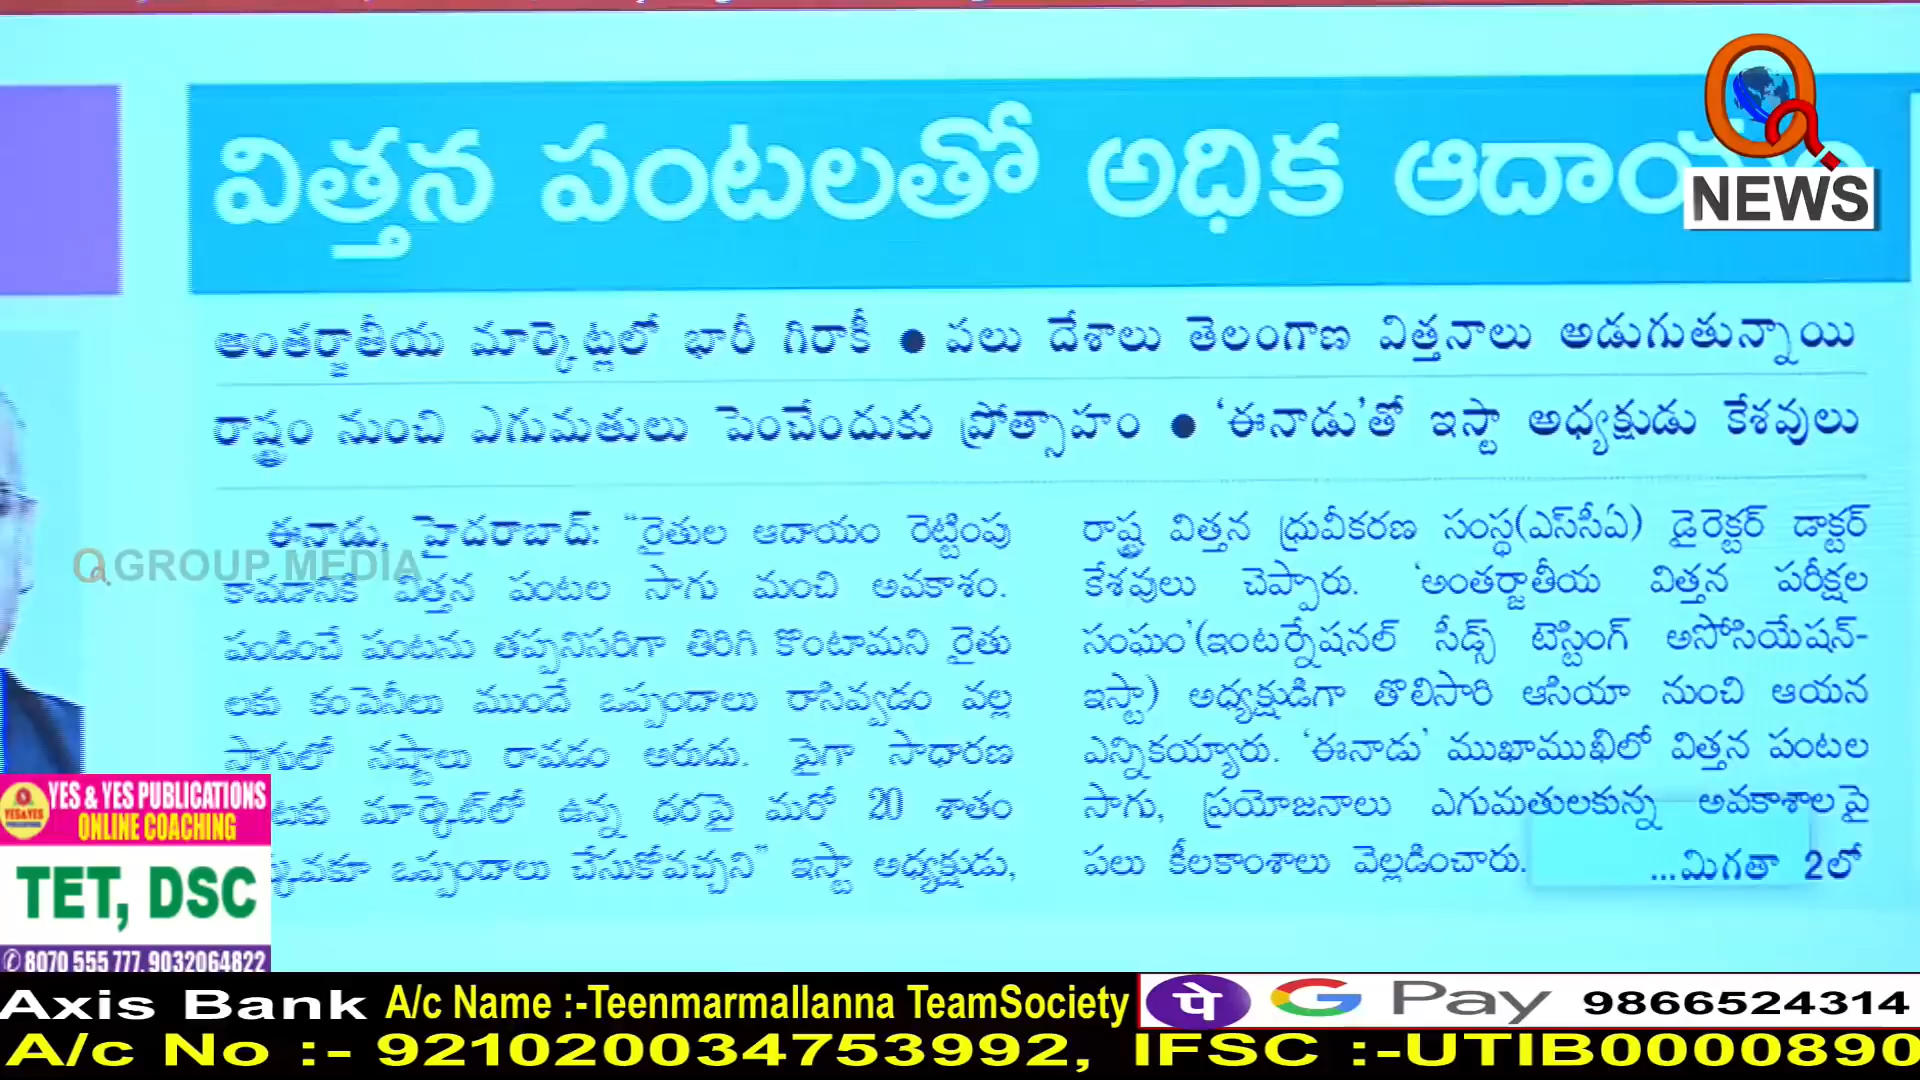 విత్తన పంటలతో అధిక
NEWS
అంతర్జాతీయ మార్కెట్లలో భారీ గిరాకీ ● పలు దేశాలు తెలంగాణ విత్తనాలు అడుగుతున్నాయి
రాష్ట్రం నుంచి ఎగుమతులు పెంచేందుకు ప్రోత్సాహం ● ‘ఈనాడు’తో ఇస్టా అధ్యక్షుడు కేశవులు
ఈనాడు, హైదరాబాద్: “రైతుల ఆదాయం రెట్టింపు
కావడానికి విత్తన పంటల సాగు మంచి అవకాశం.
పండించే పంటను తప్పనిసరిగా తిరిగి కొంటామని రైతు
లకు కంపెనీలు ముందే ఒప్పందాలు రాసివ్వడం వల్ల
సాగులో నష్టాలు రావడం అరుదు. పైగా సాధారణ
మార్కెట్‌లో ఉన్న ధరపై మరో 20 శాతం
ఒప్పందాలు చేసుకోవచ్చని” ఇస్టా అధ్యక్షుడు,
రాష్ట్ర విత్తన ధ్రువీకరణ సంస్థ(ఎస్‌సీఏ) డైరెక్టర్ డాక్టర్
కేశవులు చెప్పారు. ‘అంతర్జాతీయ విత్తన పరీక్షల
సంఘం’(ఇంటర్నేషనల్ సీడ్స్ టెస్టింగ్ అసోసియేషన్-
ఇస్టా) అధ్యక్షుడిగా తొలిసారి ఆసియా నుంచి ఆయన
ఎన్నికయ్యారు. ‘ఈనాడు’ ముఖాముఖిలో విత్తన పంటల
సాగు, ప్రయోజనాలు ఎగుమతులకున్న అవకాశాలపై
పలు కీలకాంశాలు వెల్లడించారు.
...మిగతా 2లో
Q GROUP MEDIA
YES & YES PUBLICATIONS
ONLINE COACHING
TET, DSC
8070 555 777, 9032064822
Axis Bank A/c Name :-Teenmarmallanna TeamSociety
पे G Pay 9866524314
A/c No :- 921020034753992, IFSC :-UTIB0000890